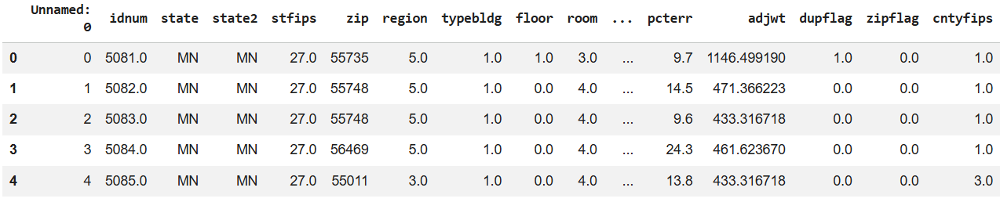 Unnamed: 0 idnum state state2 stfips zip region typebldg floor room ... pcterr adjwt dupflag zipflag cntyfips
0 0 5081.0 MN MN 27.0 55735 5.0 1.0 1.0 3.0 ... 9.7 1146.499190 1.0 0.0 1.0
1 1 5082.0 MN MN 27.0 55748 5.0 1.0 0.0 4.0 ... 14.5 471.366223 0.0 0.0 1.0
2 2 5083.0 MN MN 27.0 55748 5.0 1.0 0.0 4.0 ... 9.6 433.316718 0.0 0.0 1.0
3 3 5084.0 MN MN 27.0 56469 5.0 1.0 0.0 4.0 ... 24.3 461.623670 0.0 0.0 1.0
4 4 5085.0 MN MN 27.0 55011 3.0 1.0 0.0 4.0 ... 13.8 433.316718 0.0 0.0 3.0